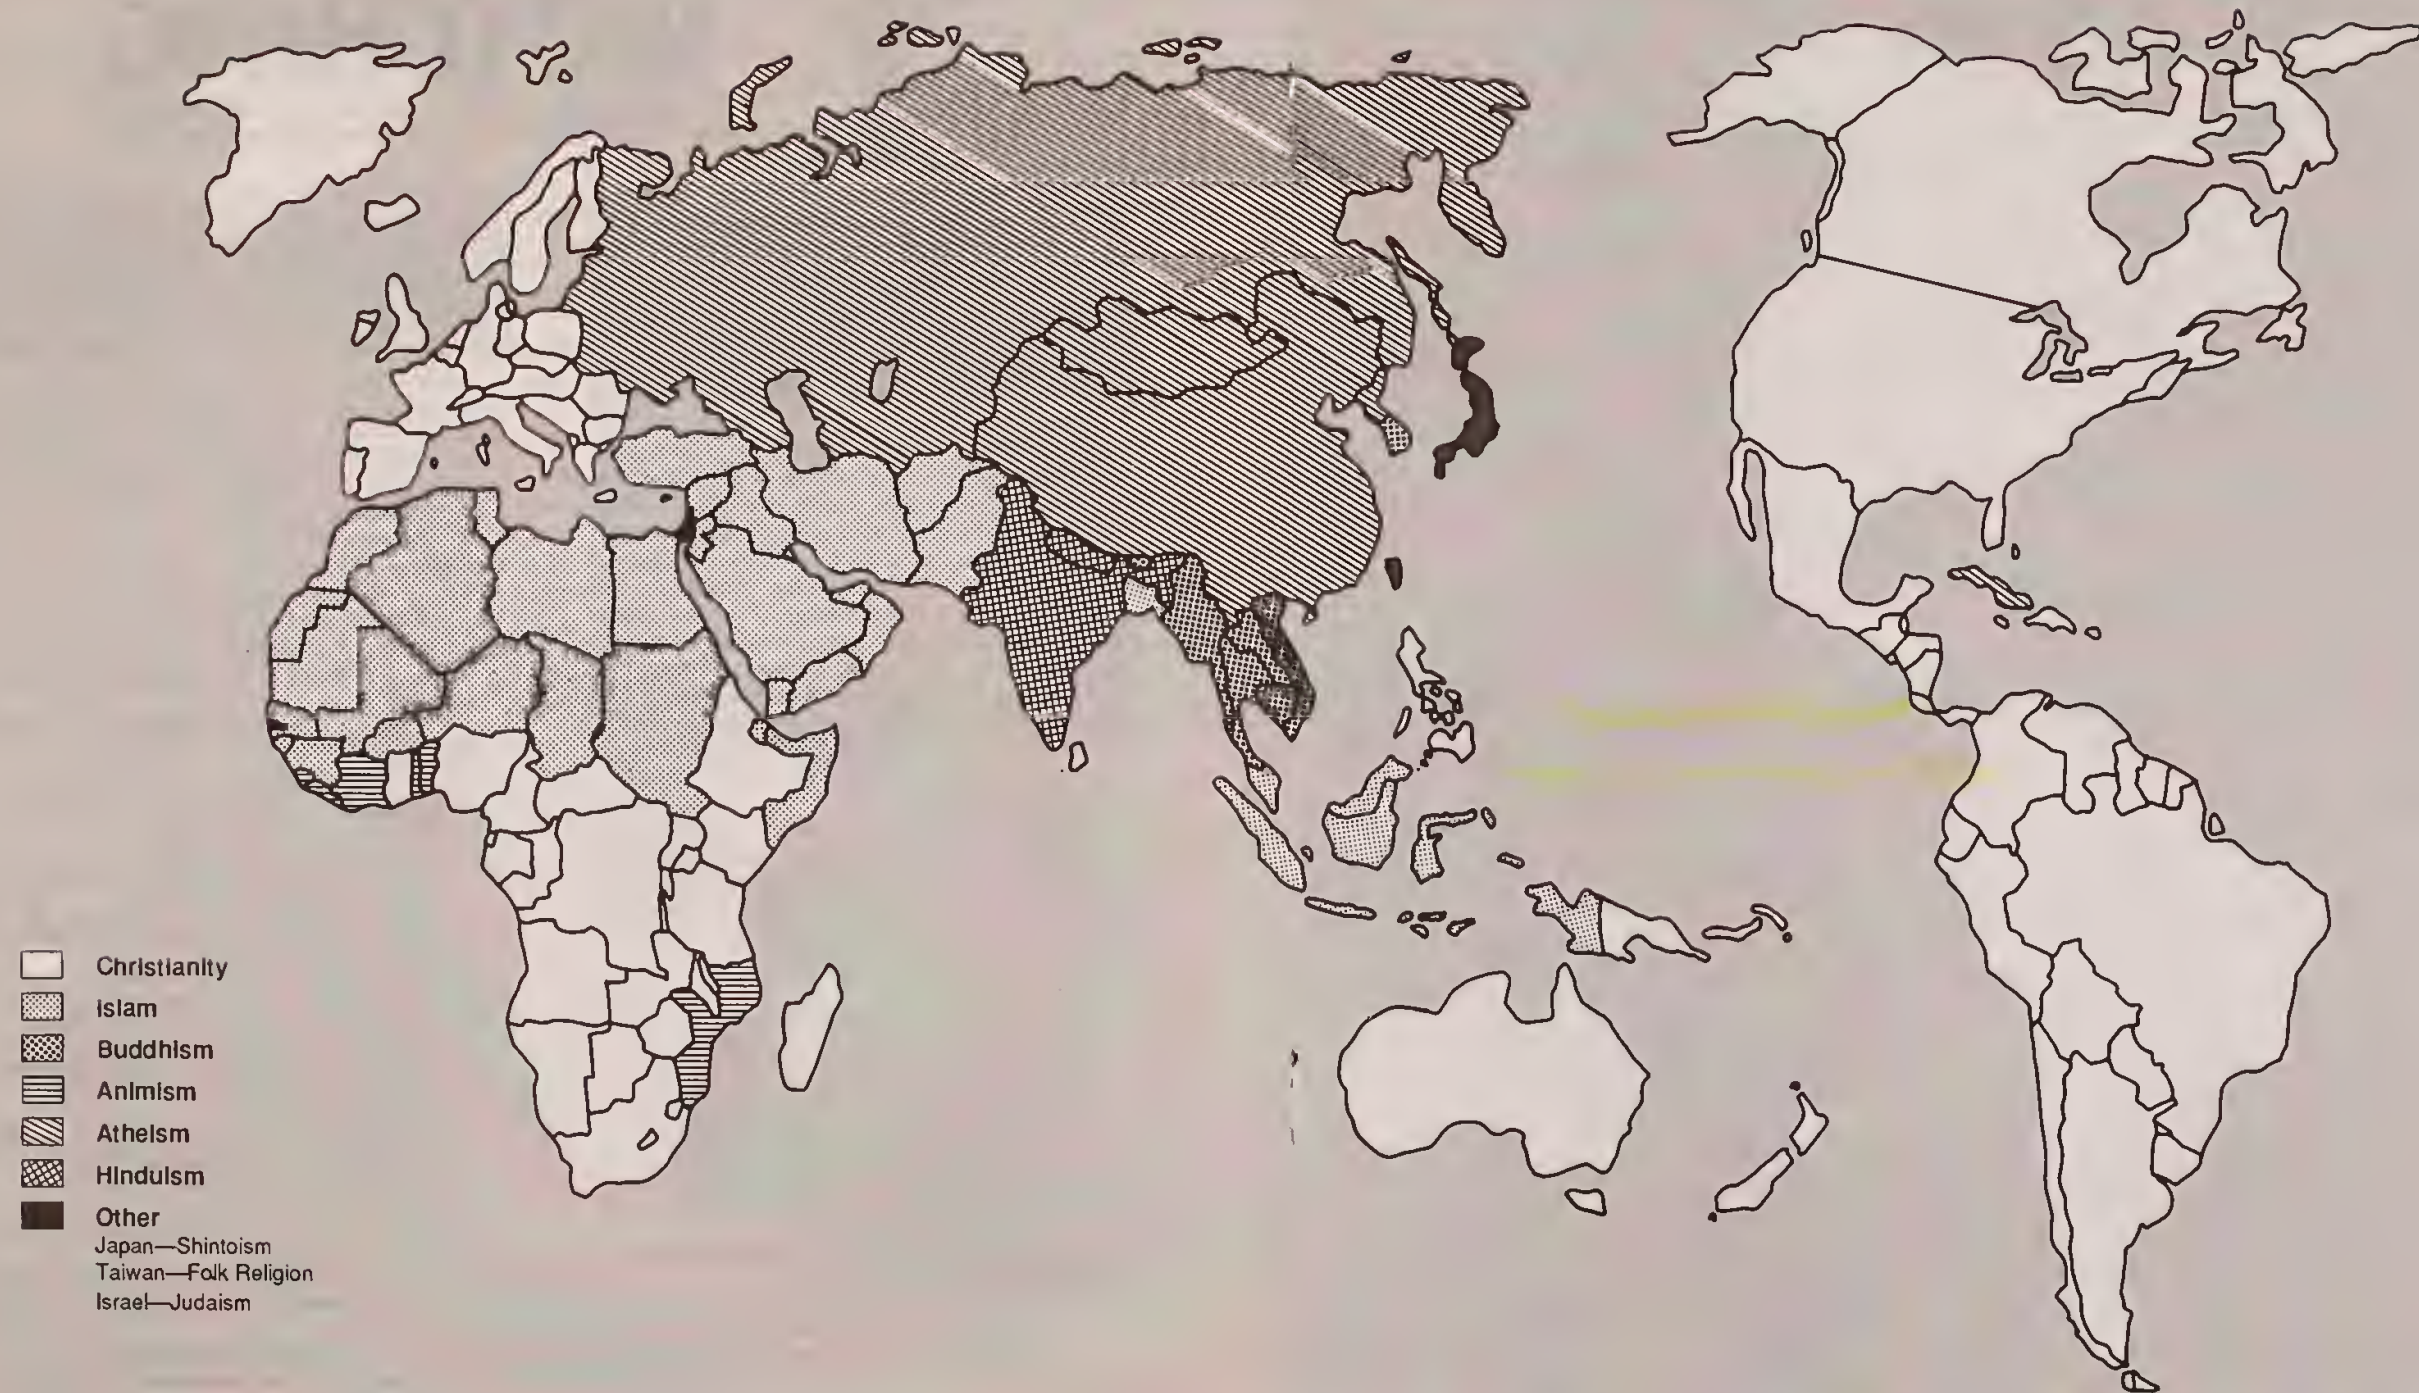 Christianity
Islam
Buddhism
Animism
Atheism
Hinduism
Other
Japan—Shintoism
Taiwan—Folk Religion
Israel—Judaism